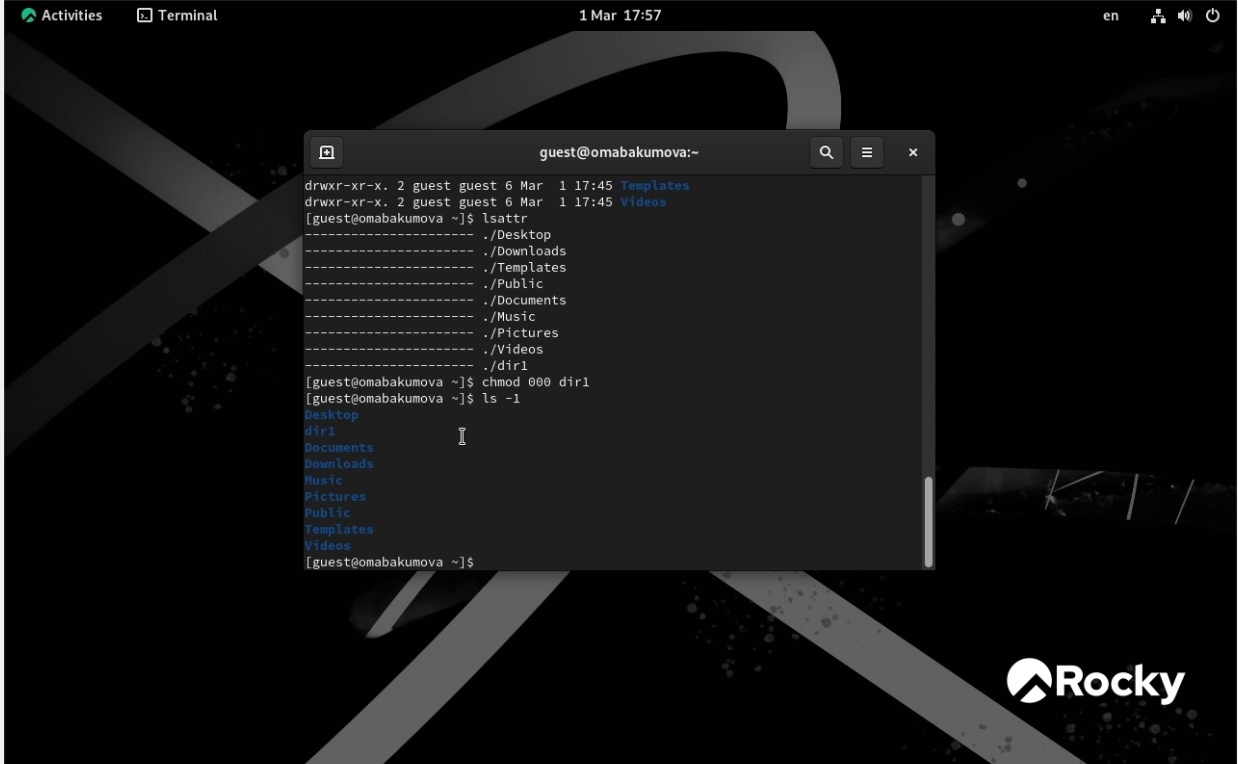 Activities Terminal 1 Mar 17:57 en
guest@omabakumova:~
drwxr-xr-x. 2 guest guest 6 Mar  1 17:45 Templates
drwxr-xr-x. 2 guest guest 6 Mar  1 17:45 Videos
[guest@omabakumova ~]$ lsattr
---------------------- ./Desktop
---------------------- ./Downloads
---------------------- ./Templates
---------------------- ./Public
---------------------- ./Documents
---------------------- ./Music
---------------------- ./Pictures
---------------------- ./Videos
---------------------- ./dir1
[guest@omabakumova ~]$ chmod 000 dir1
[guest@omabakumova ~]$ ls -1
Desktop
dir1
Documents
Downloads
Music
Pictures
Public
Templates
Videos
[guest@omabakumova ~]$
Rocky